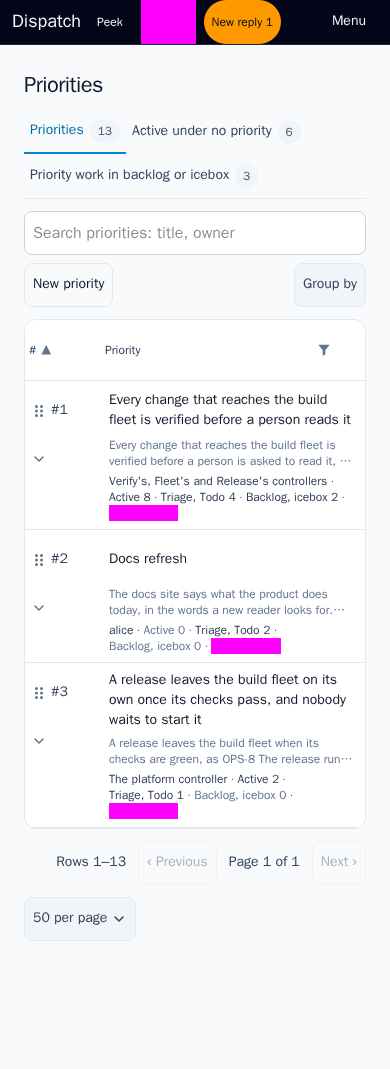 Dispatch Peek New reply 1 Menu
Priorities
Priorities 13 Active under no priority 6
Priority work in backlog or icebox 3
Search priorities: title, owner
New priority Group by
# Priority
#1 Every change that reaches the build
fleet is verified before a person reads it
Every change that reaches the build fleet is
verified before a person is asked to read it, ···
Verify's, Fleet's and Release's controllers ·
Active 8 · Triage, Todo 4 · Backlog, icebox 2 ·
#2 Docs refresh
The docs site says what the product does
today, in the words a new reader looks for.···
alice · Active 0 · Triage, Todo 2 ·
Backlog, icebox 0 ·
#3 A release leaves the build fleet on its
own once its checks pass, and nobody
waits to start it
A release leaves the build fleet when its
checks are green, as OPS-8 The release run···
The platform controller · Active 2 ·
Triage, Todo 1 · Backlog, icebox 0 ·
Rows 1–13 ‹ Previous Page 1 of 1 Next ›
50 per page